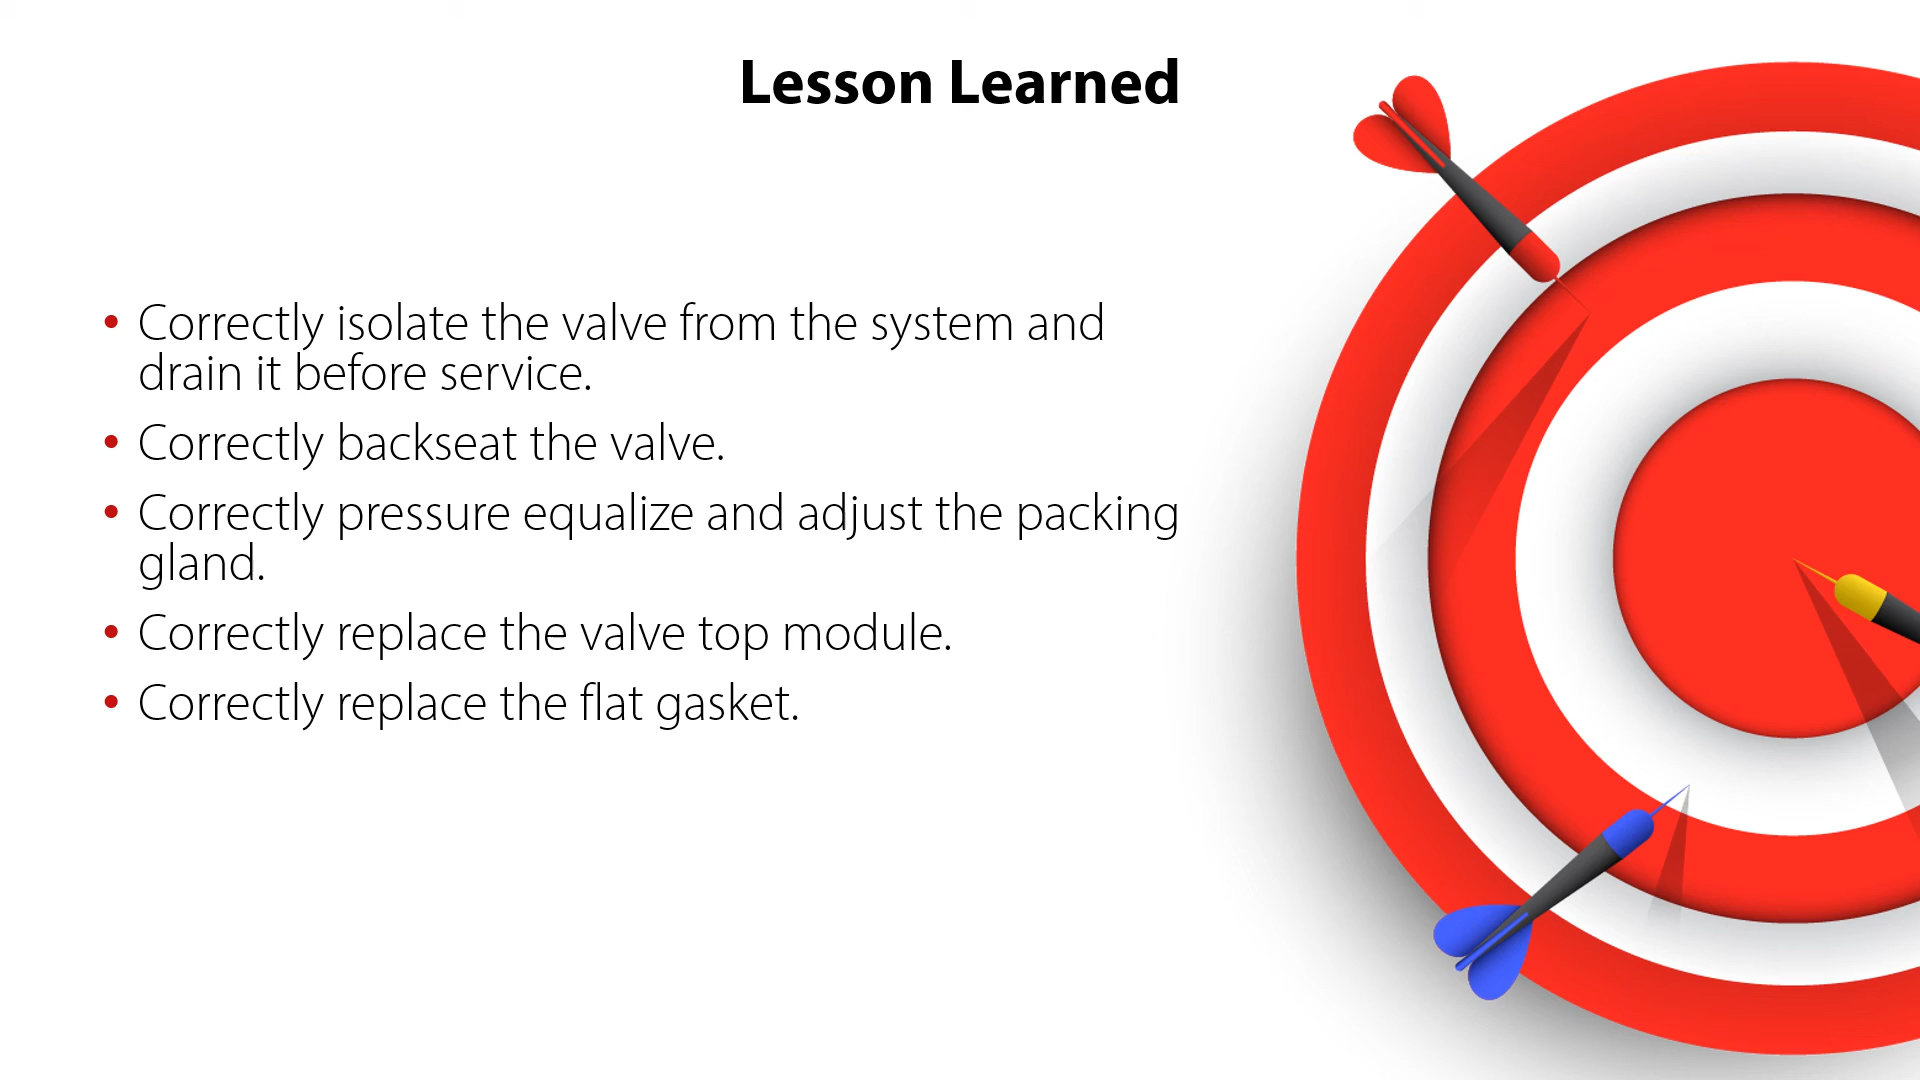 Lesson Learned
• Correctly isolate the valve from the system and
drain it before service.
• Correctly backseat the valve.
• Correctly pressure equalize and adjust the packing
gland.
• Correctly replace the valve top module.
• Correctly replace the flat gasket.